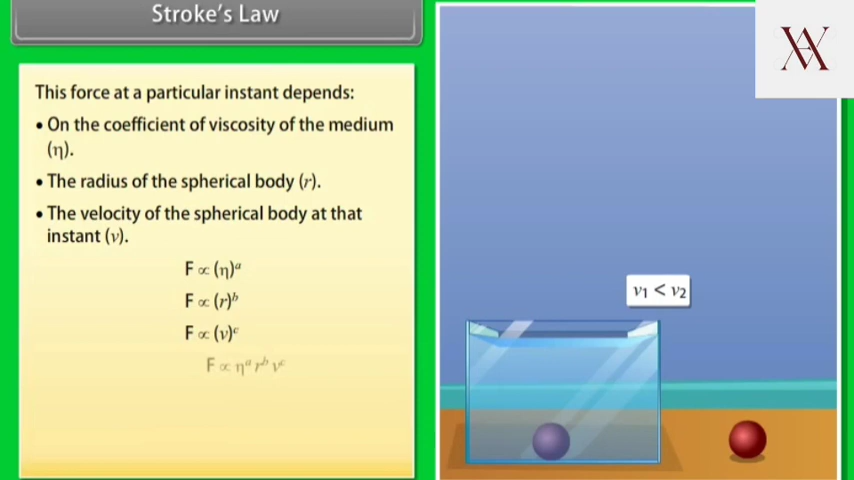 Stroke's Law
This force at a particular instant depends:
• On the coefficient of viscosity of the medium
(η).
• The radius of the spherical body (r).
• The velocity of the spherical body at that
instant (v).
F ∝ (η)ᵃ
F ∝ (r)ᵇ
F ∝ (v)ᶜ
F ∝ ηᵃ rᵇ vᶜ
v₁ < v₂